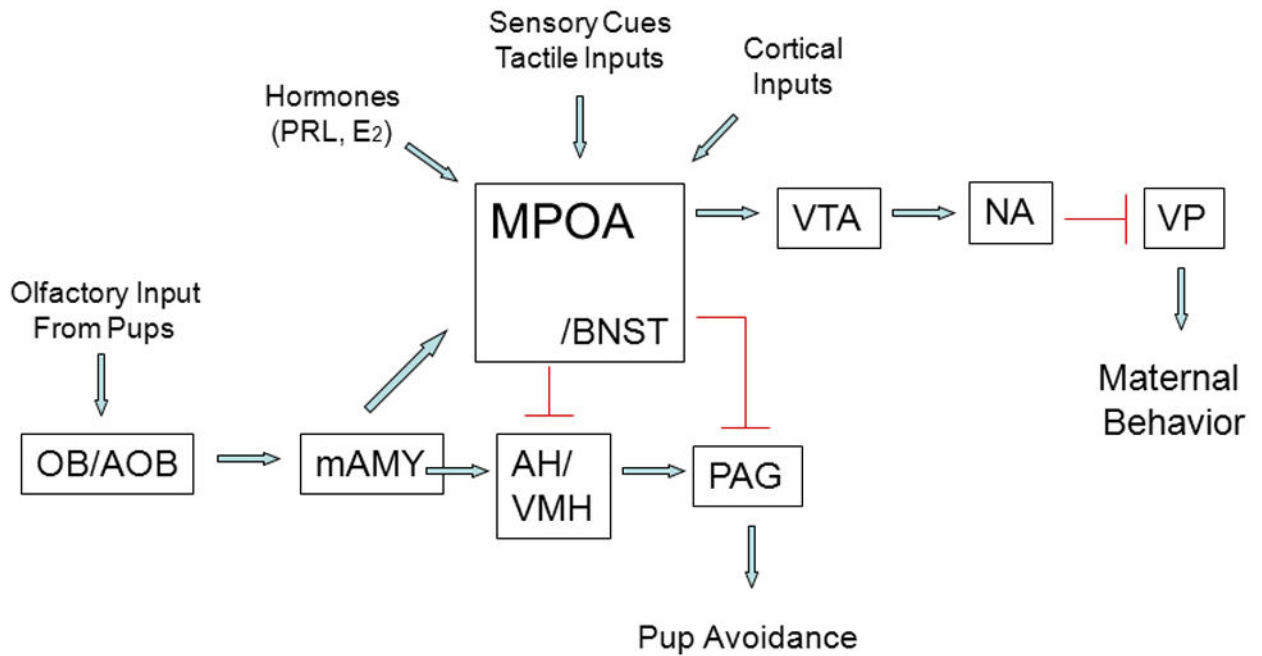 Sensory Cues
Tactile Inputs
Cortical
Inputs
Hormones
(PRL, E2)
MPOA
/BNST
VTA
NA
VP
Olfactory Input
From Pups
Maternal
Behavior
OB/AOB
mAMY
AH/
VMH
PAG
Pup Avoidance